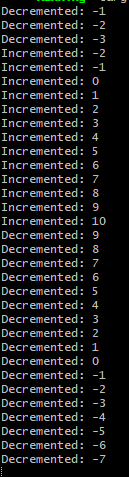 Decremented: -1
Decremented: -2
Decremented: -3
Incremented: -2
Incremented: -1
Incremented: 0
Incremented: 1
Incremented: 2
Incremented: 3
Incremented: 4
Incremented: 5
Incremented: 6
Incremented: 7
Incremented: 8
Incremented: 9
Incremented: 10
Decremented: 9
Decremented: 8
Decremented: 7
Decremented: 6
Decremented: 5
Decremented: 4
Decremented: 3
Decremented: 2
Decremented: 1
Decremented: 0
Decremented: -1
Decremented: -2
Decremented: -3
Decremented: -4
Decremented: -5
Decremented: -6
Decremented: -7